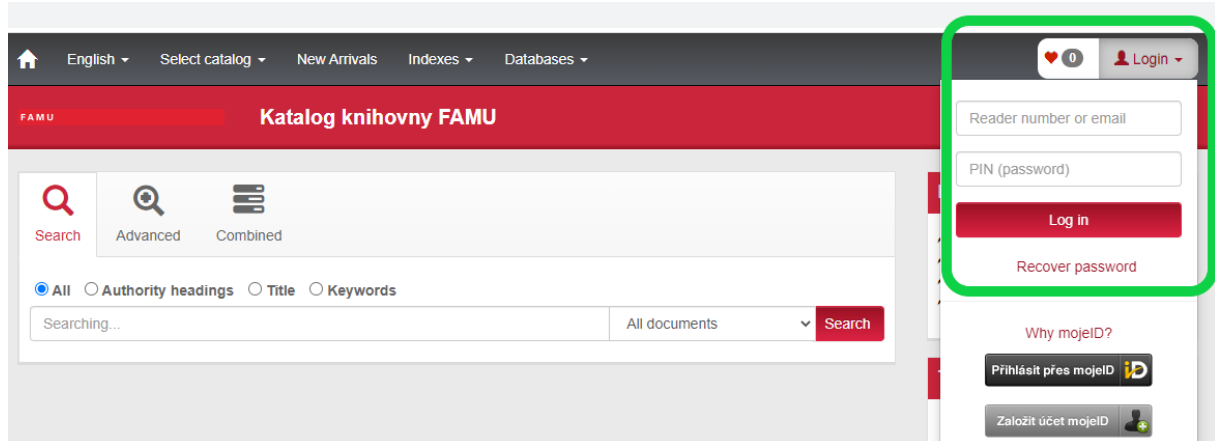 English Select catalog New Arrivals Indexes Databases 0 Login
FAMU Katalog knihovny FAMU
Reader number or email
PIN (password)
Log in
Recover password
Search Advanced Combined
All Authority headings Title Keywords
Searching... All documents Search
Why mojeID?
Přihlásit přes mojeID
Založit účet mojeID